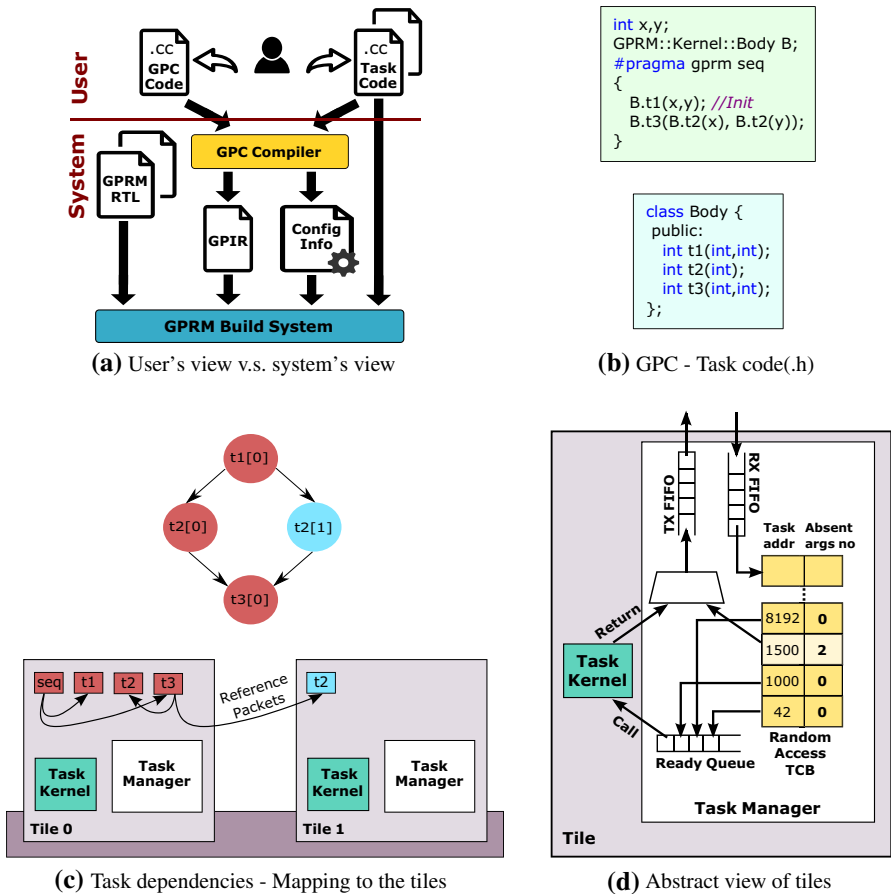 User
System
.CC
GPC
Code
.CC
Task
Code
GPRM
RTL
GPC Compiler
GPIR
Config
Info
GPRM Build System
(a) User's view v.s. system's view
int x,y;
GPRM::Kernel::Body B;
#pragma gprm seq
{
B.t1(x,y); //Init
B.t3(B.t2(x), B.t2(y));
}
class Body {
public:
int t1(int,int);
int t2(int);
int t3(int,int);
};
(b) GPC - Task code(.h)
t1[0]
t2[0]
t2[1]
t3[0]
seq
t1
t2
t3
Reference
Packets
t2
Task
Kernel
Task
Manager
Tile 0
Task
Kernel
Task
Manager
Tile 1
(c) Task dependencies - Mapping to the tiles
TX FIFO
RX FIFO
Task
addr
Absent
args no
8192 0
1500 2
1000 0
42 0
Random
Access
TCB
Return
Task
Kernel
Call
Ready Queue
Task Manager
Tile
(d) Abstract view of tiles